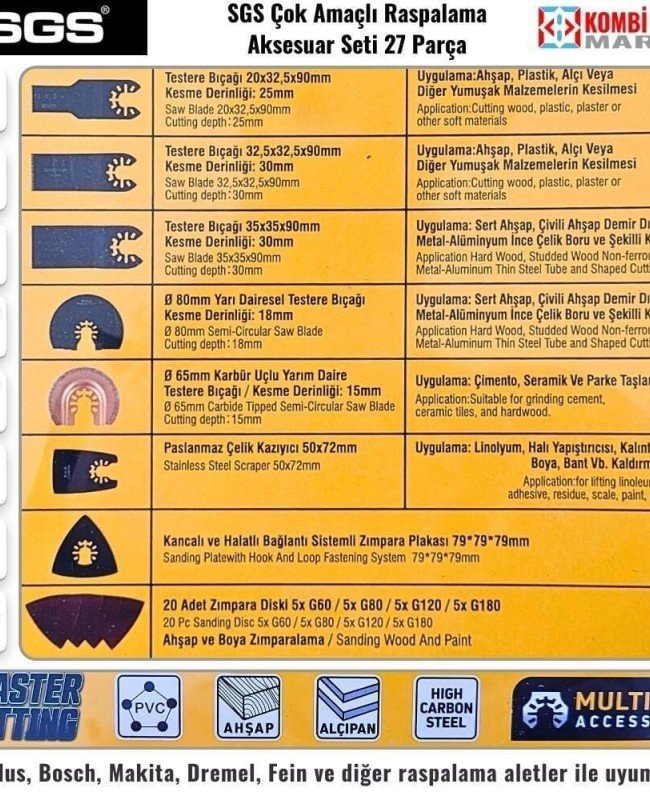 SGS
SGS Çok Amaçlı Raspalama
Aksesuar Seti 27 Parça
KOMBİ
MAR
Testere Bıçağı 20x32,5x90mm
Kesme Derinliği: 25mm
Saw Blade 20x32,5x90mm
Cutting depth:25mm
Uygulama:Ahşap, Plastik, Alçı Veya
Diğer Yumuşak Malzemelerin Kesilmesi
Application:Cutting wood, plastic, plaster or
other soft materials
Testere Bıçağı 32,5x32,5x90mm
Kesme Derinliği: 30mm
Saw Blade 32,5x32,5x90mm
Cutting depth:30mm
Uygulama:Ahşap, Plastik, Alçı Veya
Diğer Yumuşak Malzemelerin Kesilmesi
Application:Cutting wood, plastic, plaster or
other soft materials
Testere Bıçağı 35x35x90mm
Kesme Derinliği: 30mm
Saw Blade 35x35x90mm
Cutting depth:30mm
Uygulama: Sert Ahşap, Çivili Ahşap Demir D
Metal-Alüminyum İnce Çelik Boru ve Şekilli K
Application Hard Wood, Studded Wood Non-ferro
Metal-Aluminum Thin Steel Tube and Shaped Cutt
Ø 80mm Yarı Dairesel Testere Bıçağı
Kesme Derinliği: 18mm
Ø 80mm Semi-Circular Saw Blade
Cutting depth:18mm
Uygulama: Sert Ahşap, Çivili Ahşap Demir D
Metal-Alüminyum İnce Çelik Boru ve Şekilli K
Application Hard Wood, Studded Wood Non-ferro
Metal-Aluminum Thin Steel Tube and Shaped Cutt
Ø 65mm Karbür Uçlu Yarım Daire
Testere Bıçağı / Kesme Derinliği: 15mm
Ø 65mm Carbide Tipped Semi-Circular Saw Blade
Cutting depth:15mm
Uygulama: Çimento, Seramik Ve Parke Taşlar
Application:Suitable for grinding cement,
ceramic tiles, and hardwood.
Paslanmaz Çelik Kazıyıcı 50x72mm
Stainless Steel Scraper 50x72mm
Uygulama: Linolyum, Halı Yapıştırıcısı, Kalınt
Boya, Bant Vb. Kaldırm
Application:for lifting linoleu
adhesive, residue, scale, paint,
Kancalı ve Halatlı Bağlantı Sistemli Zımpara Plakası 79*79*79mm
Sanding Platewith Hook And Loop Fastening System 79*79*79mm
20 Adet Zımpara Diski 5x G60 / 5x G80 / 5x G120 / 5x G180
20 Pc Sanding Disc 5x G60 / 5x G80 / 5x G120 / 5x G180
Ahşap ve Boya Zımparalama / Sanding Wood And Paint
ASTER
TTING
PVC
AHŞAP
ALÇIPAN
HIGH
CARBON
STEEL
MULTI
ACCESS
lus, Bosch, Makita, Dremel, Fein ve diğer raspalama aletler ile uyum